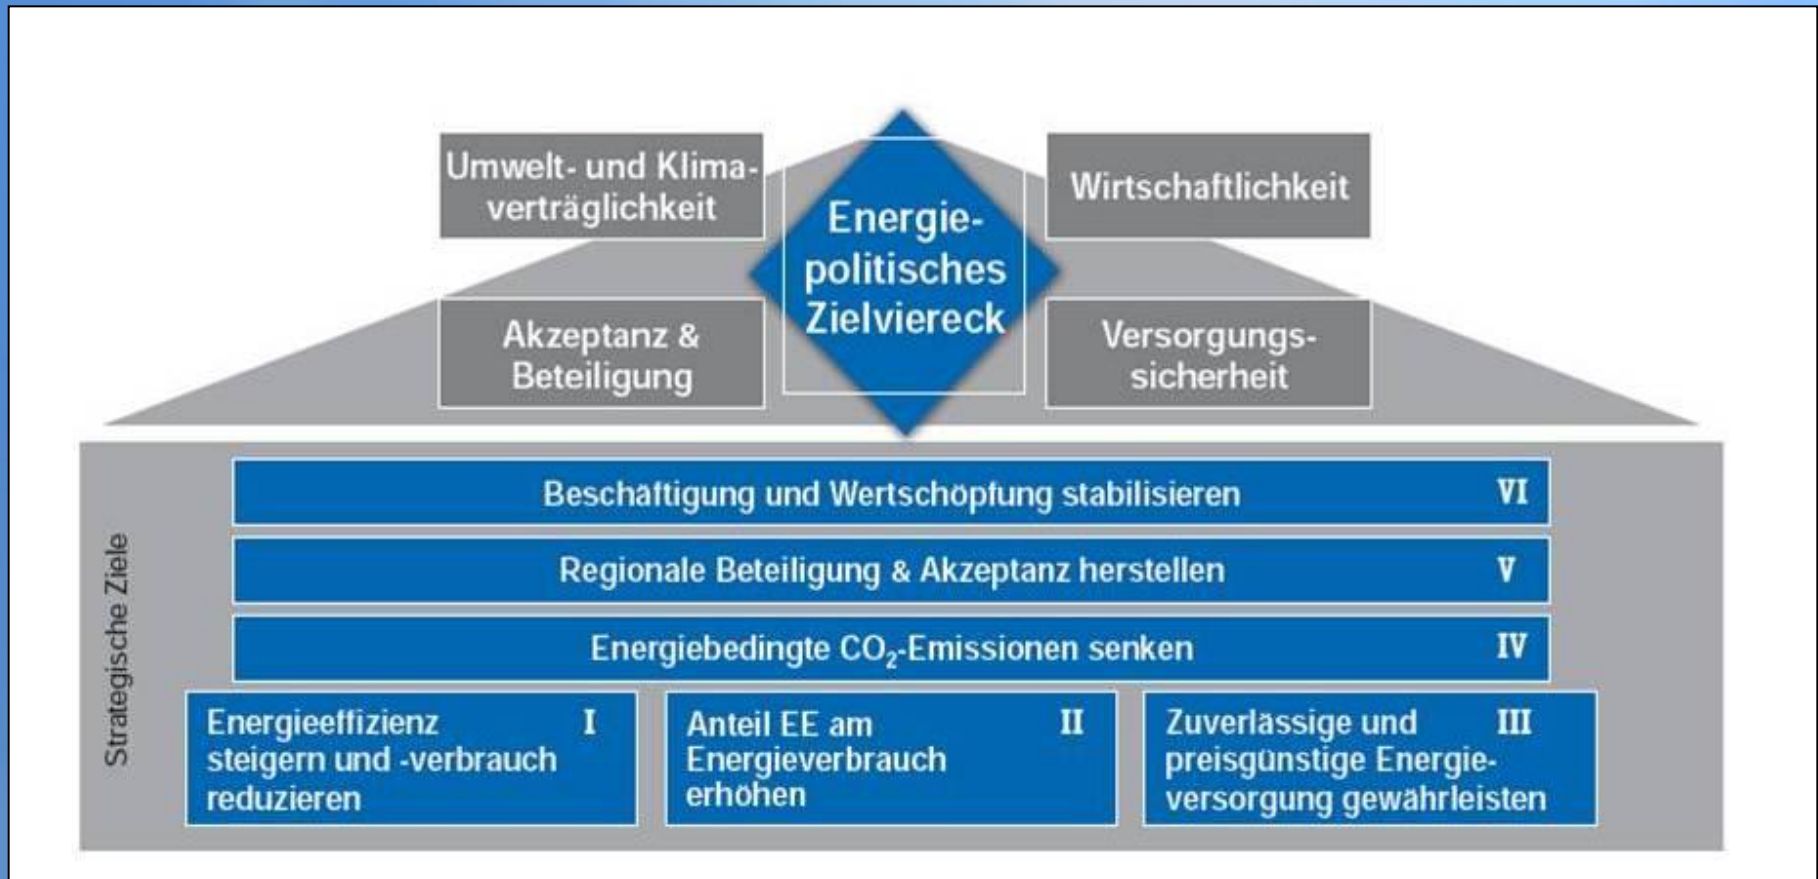 Umwelt- und Klima-
verträglichkeit
Energie-
politisches
Zielviereck
Wirtschaftlichkeit
Akzeptanz &
Beteiligung
Versorgungs-
sicherheit
Strategische Ziele
Beschäftigung und Wertschöpfung stabilisieren VI
Regionale Beteiligung & Akzeptanz herstellen V
Energiebedingte CO₂-Emissionen senken IV
Energieeffizienz I
steigern und -verbrauch
reduzieren
Anteil EE am II
Energieverbrauch
erhöhen
Zuverlässige und III
preisgünstige Energie-
versorgung gewährleisten